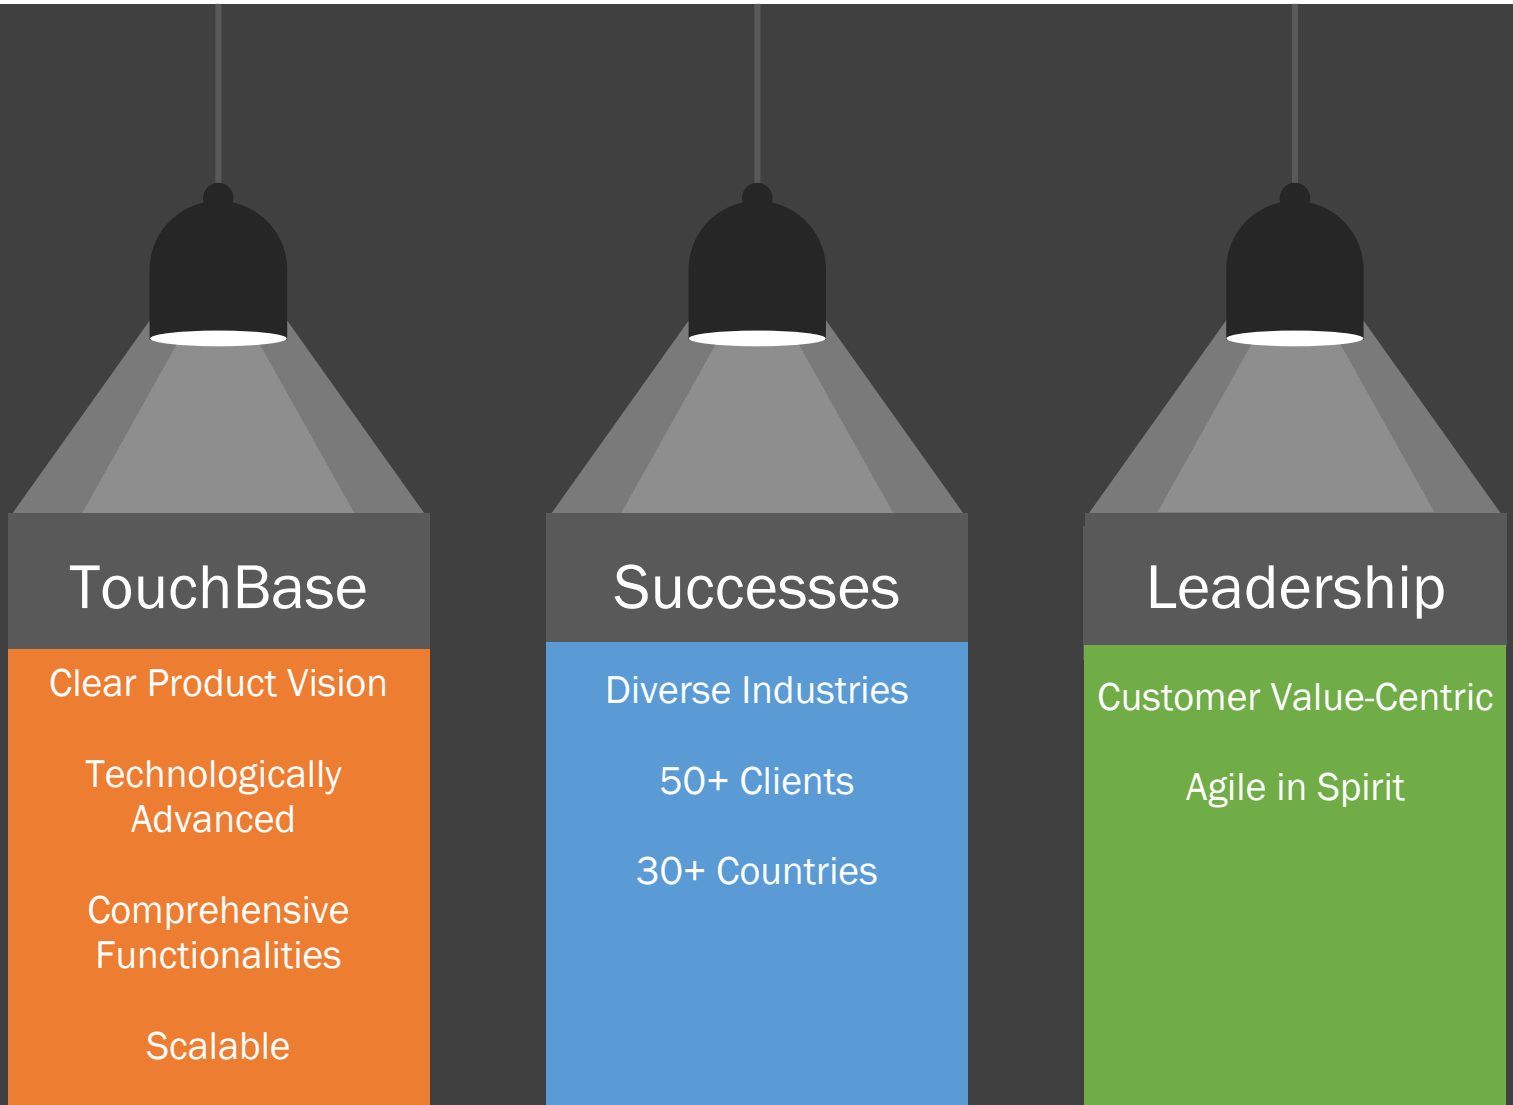 TouchBase
Clear Product Vision
Technologically
Advanced
Comprehensive
Functionalities
Scalable
Successes
Diverse Industries
50+ Clients
30+ Countries
Leadership
Customer Value-Centric
Agile in Spirit